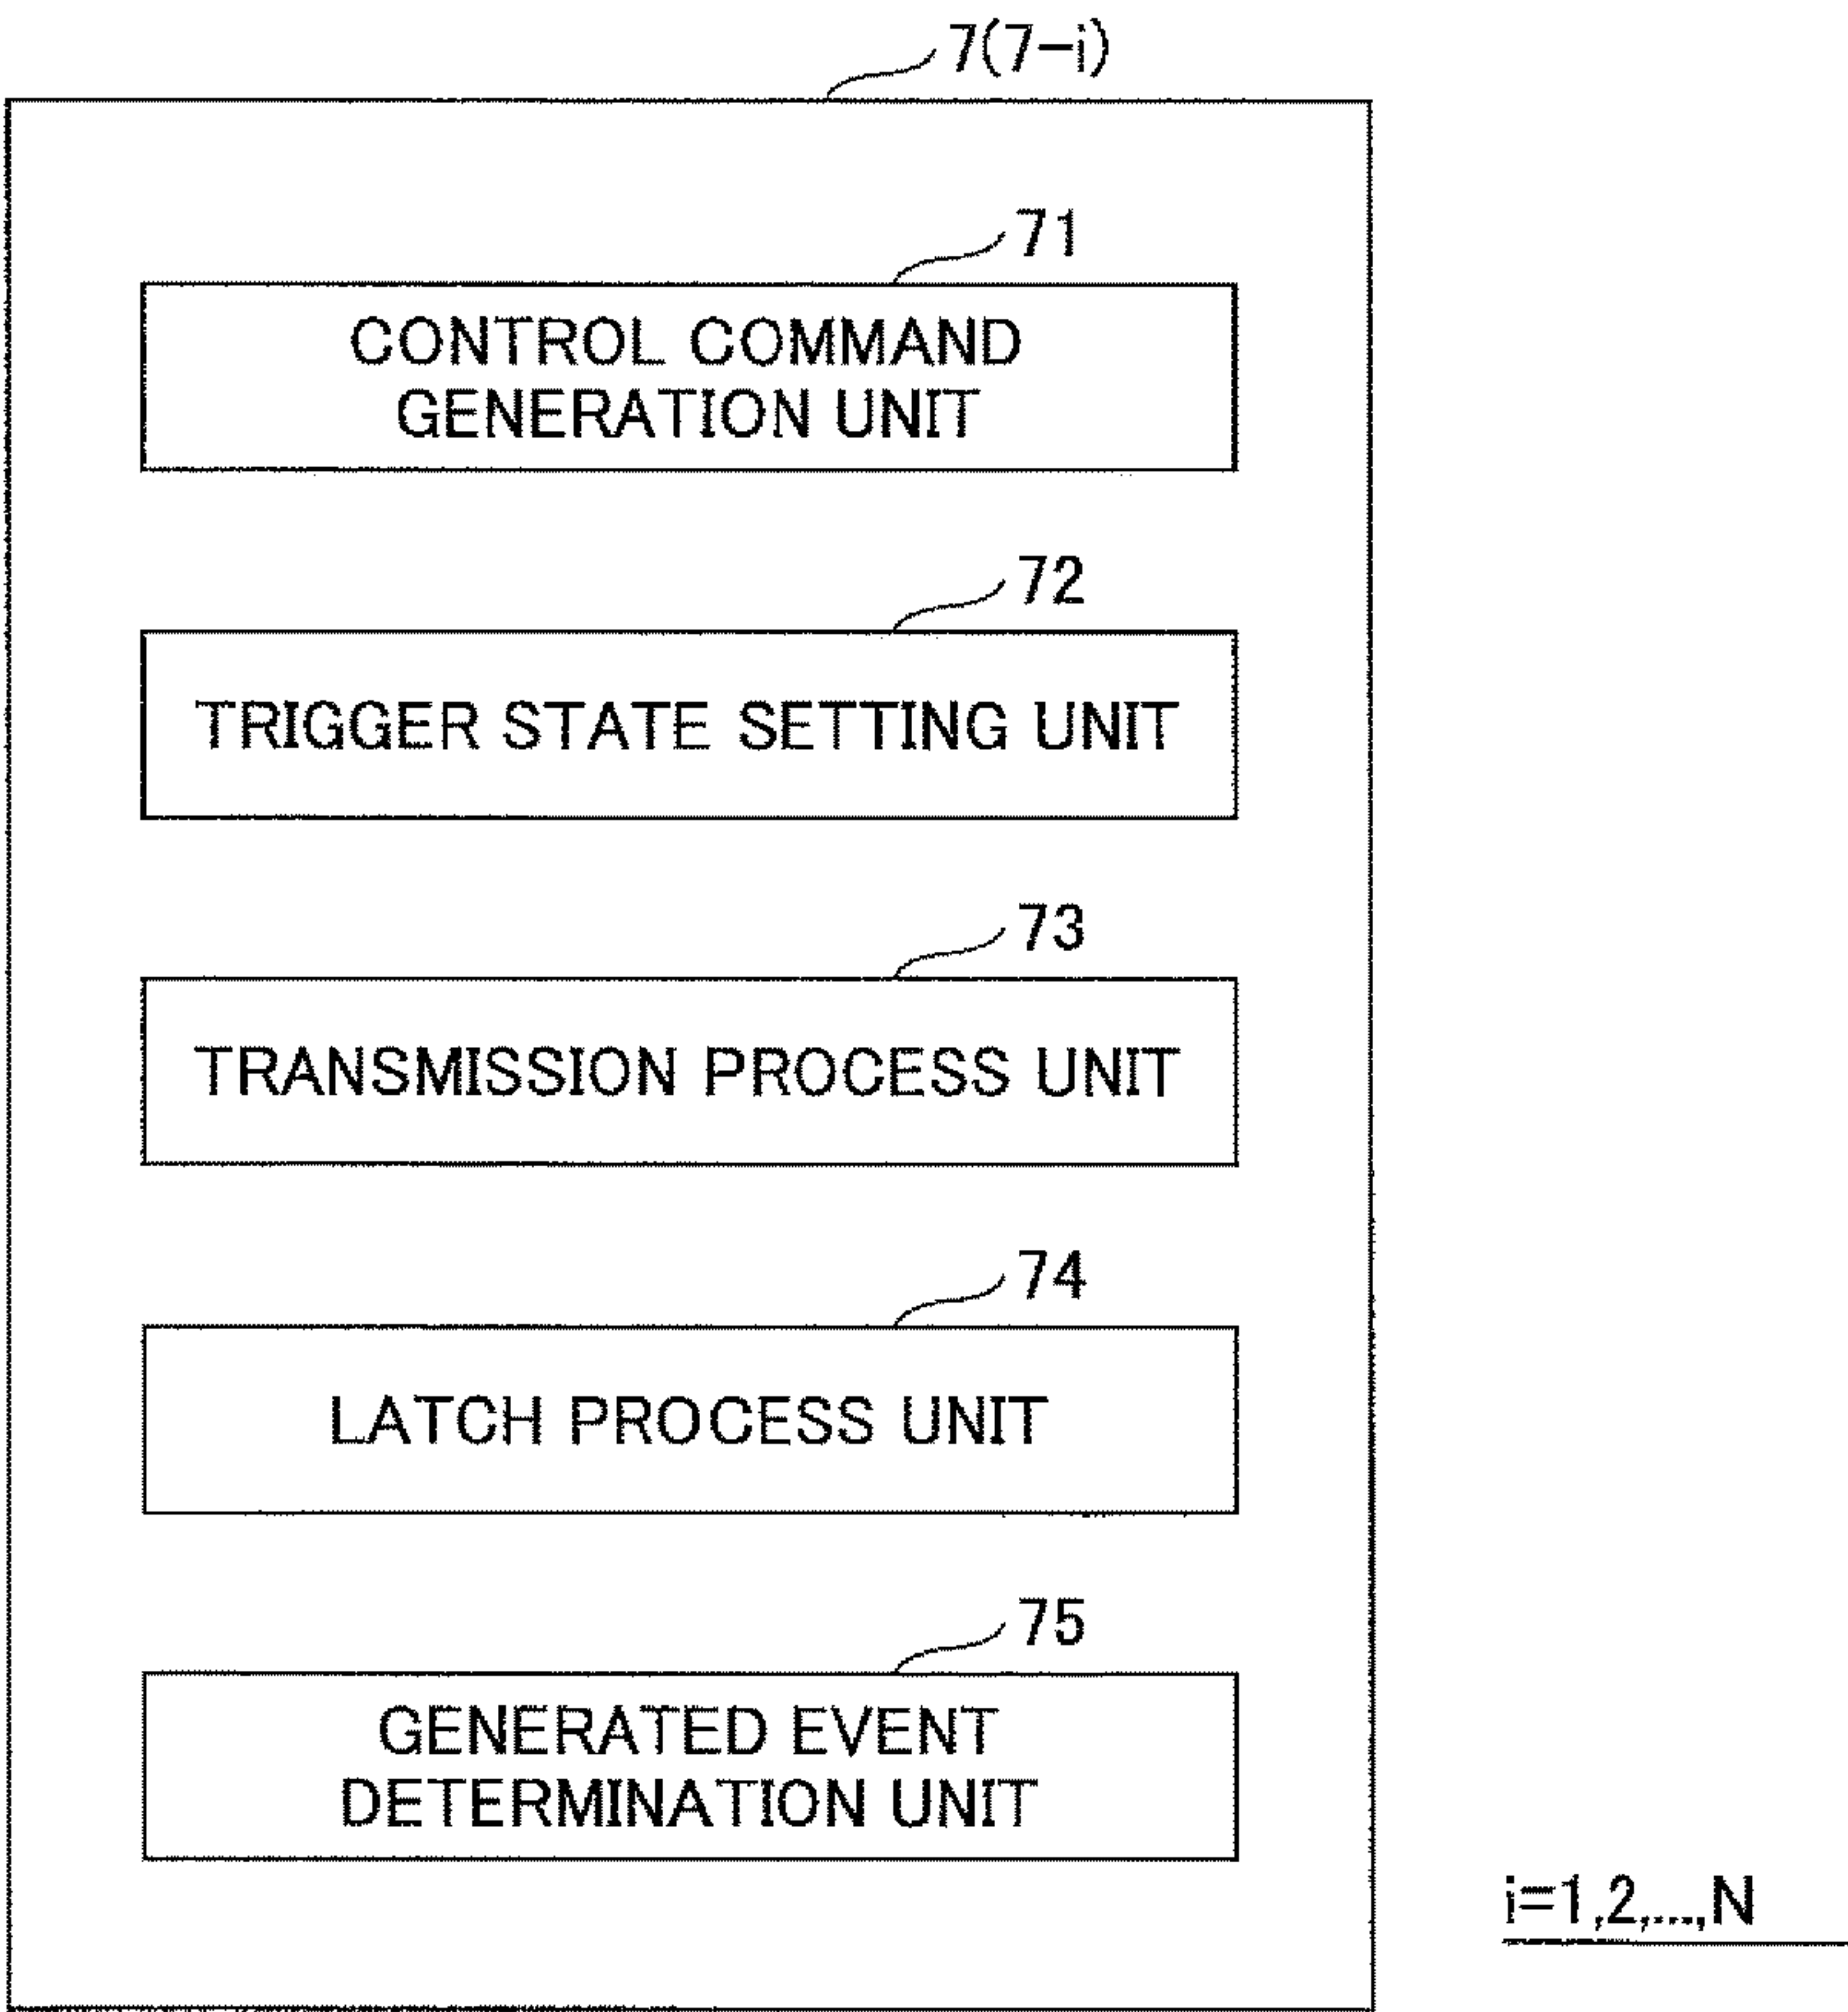 7(7-i)
71
CONTROL COMMAND
GENERATION UNIT
72
TRIGGER STATE SETTING UNIT
73
TRANSMISSION PROCESS UNIT
74
LATCH PROCESS UNIT
75
GENERATED EVENT
DETERMINATION UNIT
i=1,2,...,N